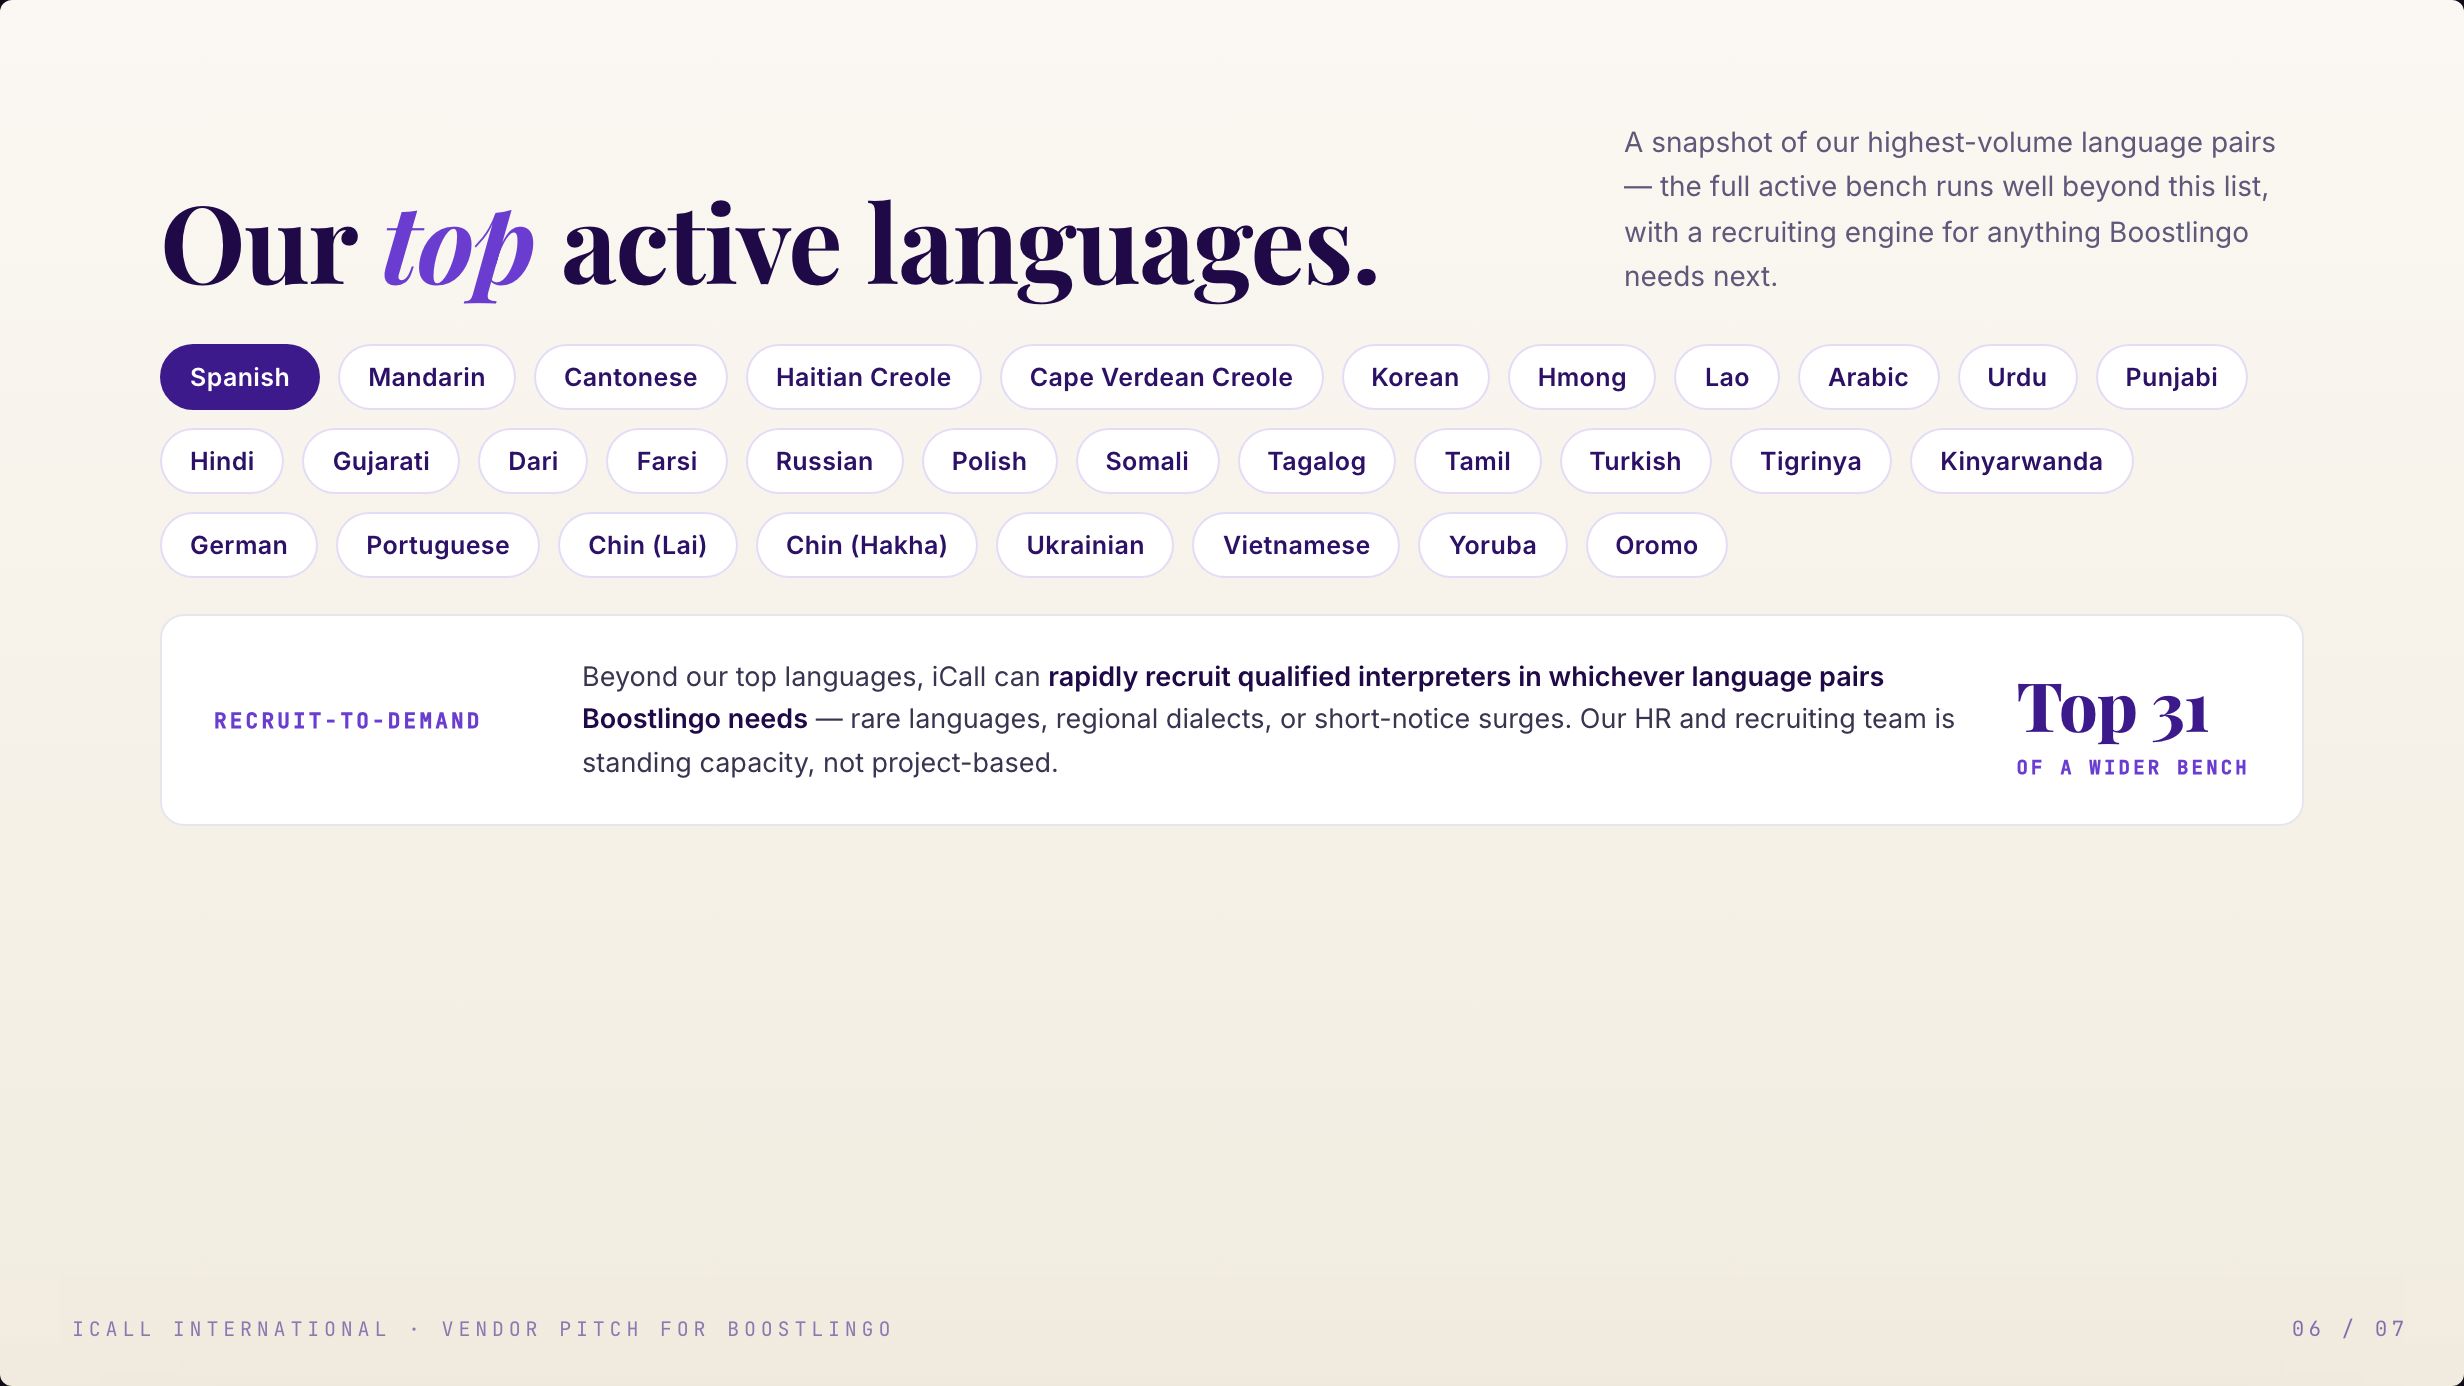 Our top active languages.
A snapshot of our highest-volume language pairs
— the full active bench runs well beyond this list,
with a recruiting engine for anything Boostlingo
needs next.
Spanish Mandarin Cantonese Haitian Creole Cape Verdean Creole Korean Hmong Lao Arabic Urdu Punjabi
Hindi Gujarati Dari Farsi Russian Polish Somali Tagalog Tamil Turkish Tigrinya Kinyarwanda
German Portuguese Chin (Lai) Chin (Hakha) Ukrainian Vietnamese Yoruba Oromo
RECRUIT-TO-DEMAND
Beyond our top languages, iCall can rapidly recruit qualified interpreters in whichever language pairs
Boostlingo needs — rare languages, regional dialects, or short-notice surges. Our HR and recruiting team is
standing capacity, not project-based.
Top 31
OF A WIDER BENCH
ICALL INTERNATIONAL · VENDOR PITCH FOR BOOSTLINGO
06 / 07